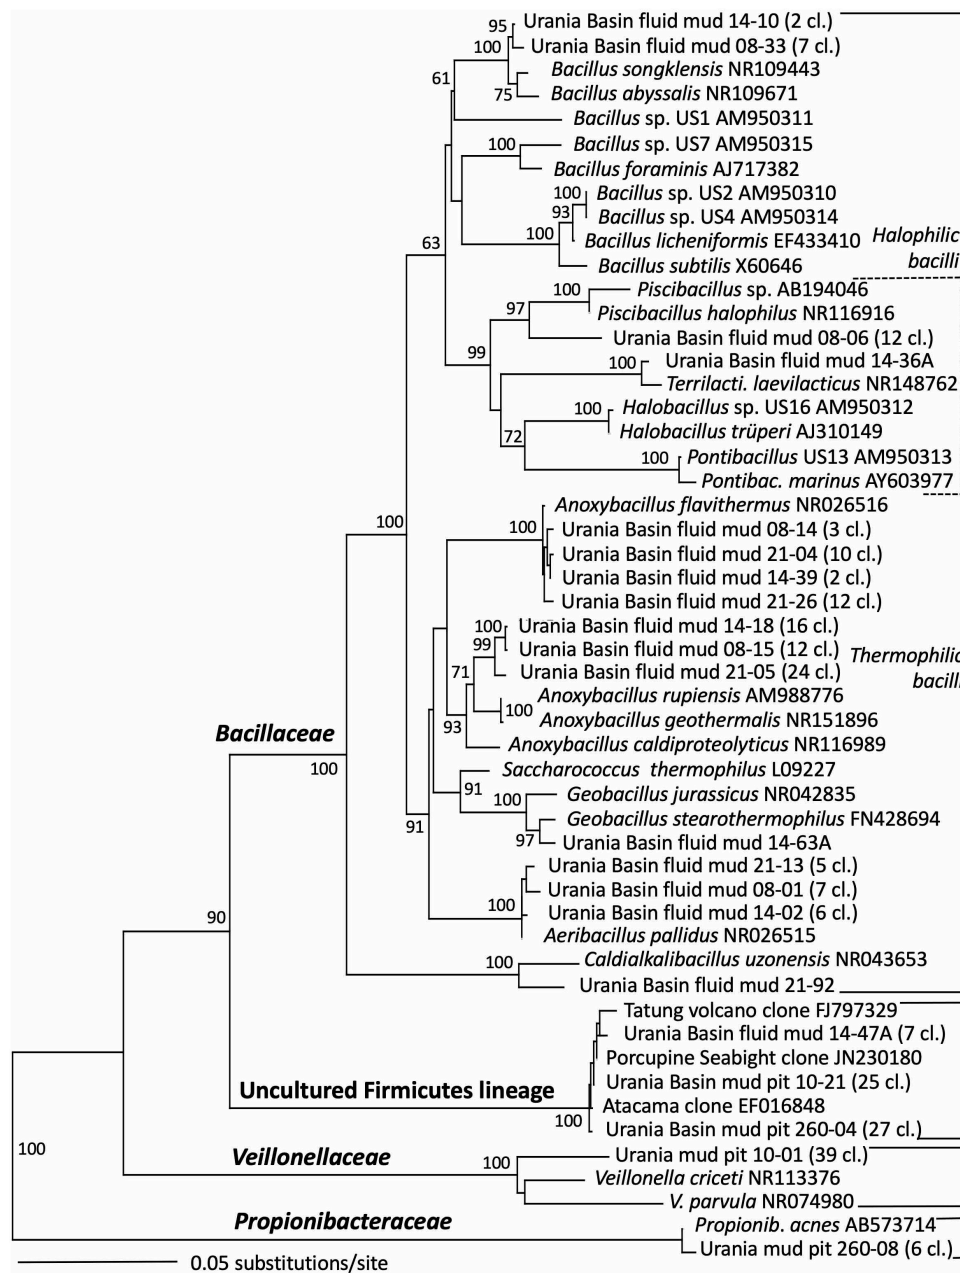 95 Urania Basin fluid mud 14-10 (2 cl.)
100 Urania Basin fluid mud 08-33 (7 cl.)
Bacillus songklensis NR109443
61
75 Bacillus abyssalis NR109671
Bacillus sp. US1 AM950311
100 Bacillus sp. US7 AM950315
Bacillus foraminis AJ717382
100 Bacillus sp. US2 AM950310
93 Bacillus sp. US4 AM950314
100 Bacillus licheniformis EF433410 Halophilic
63
bacilli
Bacillus subtilis X60646
100 Piscibacillus sp. AB194046
97 Piscibacillus halophilus NR116916
Urania Basin fluid mud 08-06 (12 cl.)
99
100 Urania Basin fluid mud 14-36A
Terrilacti. laevilacticus NR148762
100 Halobacillus sp. US16 AM950312
72 Halobacillus trüperi AJ310149
100 Pontibacillus US13 AM950313
Pontibac. marinus AY603977
Anoxybacillus flavithermus NR026516
100 100 Urania Basin fluid mud 08-14 (3 cl.)
Urania Basin fluid mud 21-04 (10 cl.)
Urania Basin fluid mud 14-39 (2 cl.)
Urania Basin fluid mud 21-26 (12 cl.)
100 Urania Basin fluid mud 14-18 (16 cl.)
99 Urania Basin fluid mud 08-15 (12 cl.) Thermophilic
71 Urania Basin fluid mud 21-05 (24 cl.) bacilli
Anoxybacillus rupiensis AM988776
100
93 Anoxybacillus geothermalis NR151896
Bacillaceae
Anoxybacillus caldiproteolyticus NR116989
100
Saccharococcus thermophilus L09227
91
100 Geobacillus jurassicus NR042835
91 Geobacillus stearothermophilus FN428694
97 Urania Basin fluid mud 14-63A
Urania Basin fluid mud 21-13 (5 cl.)
Urania Basin fluid mud 08-01 (7 cl.)
90 100 Urania Basin fluid mud 14-02 (6 cl.)
Aeribacillus pallidus NR026515
100 Caldialkalibacillus uzonensis NR043653
Urania Basin fluid mud 21-92
Tatung volcano clone FJ797329
Urania Basin fluid mud 14-47A (7 cl.)
Porcupine Seabight clone JN230180
Uncultured Firmicutes lineage Urania Basin mud pit 10-21 (25 cl.)
Atacama clone EF016848
100
Urania Basin mud pit 260-04 (27 cl.)
100
Veillonellaceae 100 Urania mud pit 10-01 (39 cl.)
Veillonella criceti NR113376
V. parvula NR074980
Propionibacteraceae
Propionib. acnes AB573714
Urania mud pit 260-08 (6 cl.)
0.05 substitutions/site